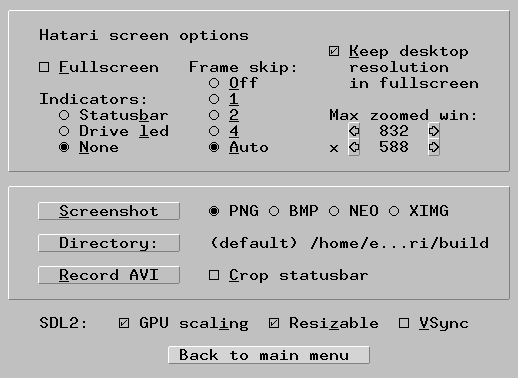 Hatari screen options
Fullscreen
Indicators:
Statusbar
Drive led
None
Frame skip:
Off
1
2
4
Auto
Keep desktop
resolution
in fullscreen
Max zoomed win:
832
x 588
Screenshot PNG BMP NEO XIMG
Directory: (default) /home/e...ri/build
Record AVI Crop statusbar
SDL2: GPU scaling Resizable VSync
Back to main menu